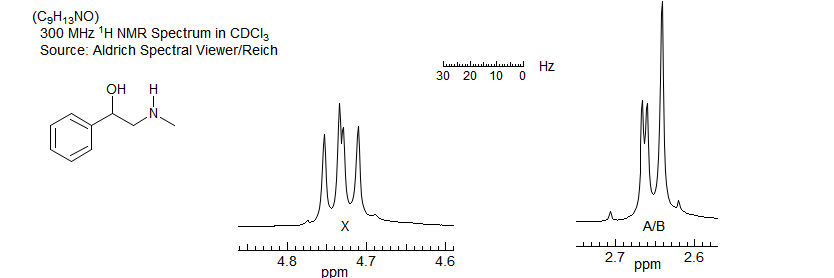 (C₉H₁₃NO)
300 MHz ¹H NMR Spectrum in CDCl₃
Source: Aldrich Spectral Viewer/Reich
OH H
N
30 20 10 0 Hz
X
A/B
4.8 4.7 4.6
ppm
2.7 2.6
ppm